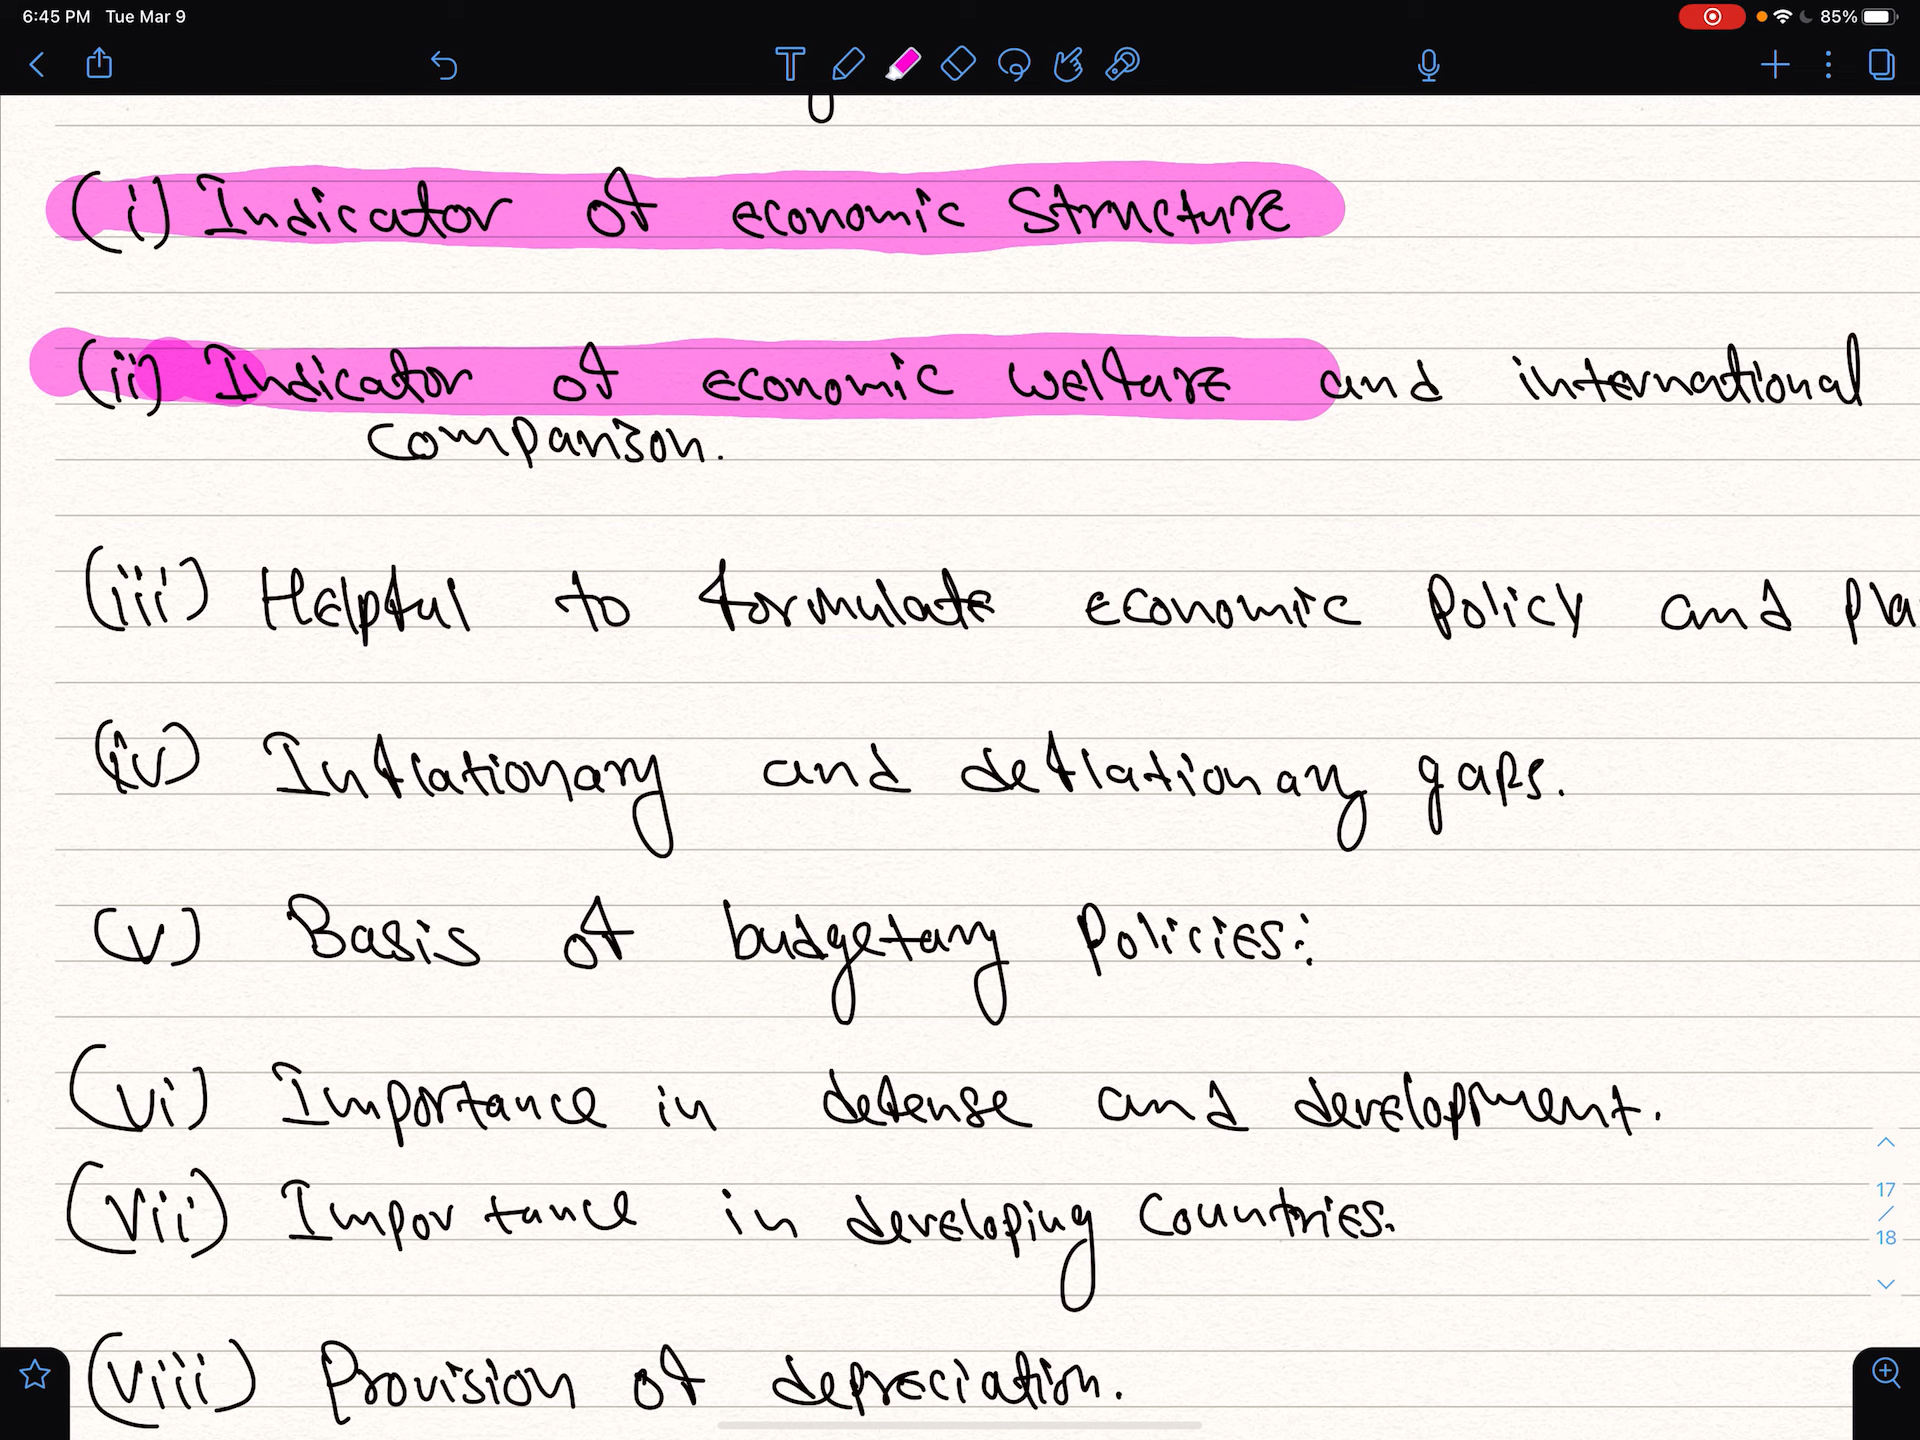 6:45 PM Tue Mar 9
85%
(i) Indicator of economic structure
(ii) Indicator of economic welfare and international
comparison.
(iii) Helpful to formulate economic policy and pla
(iv) Inflationary and deflationary gaps.
(v) Basis of budgetary policies:
(vi) Importance in defense and development.
(vii) Importance in developing countries.
(viii) Provision of depreciation.
17
/
18